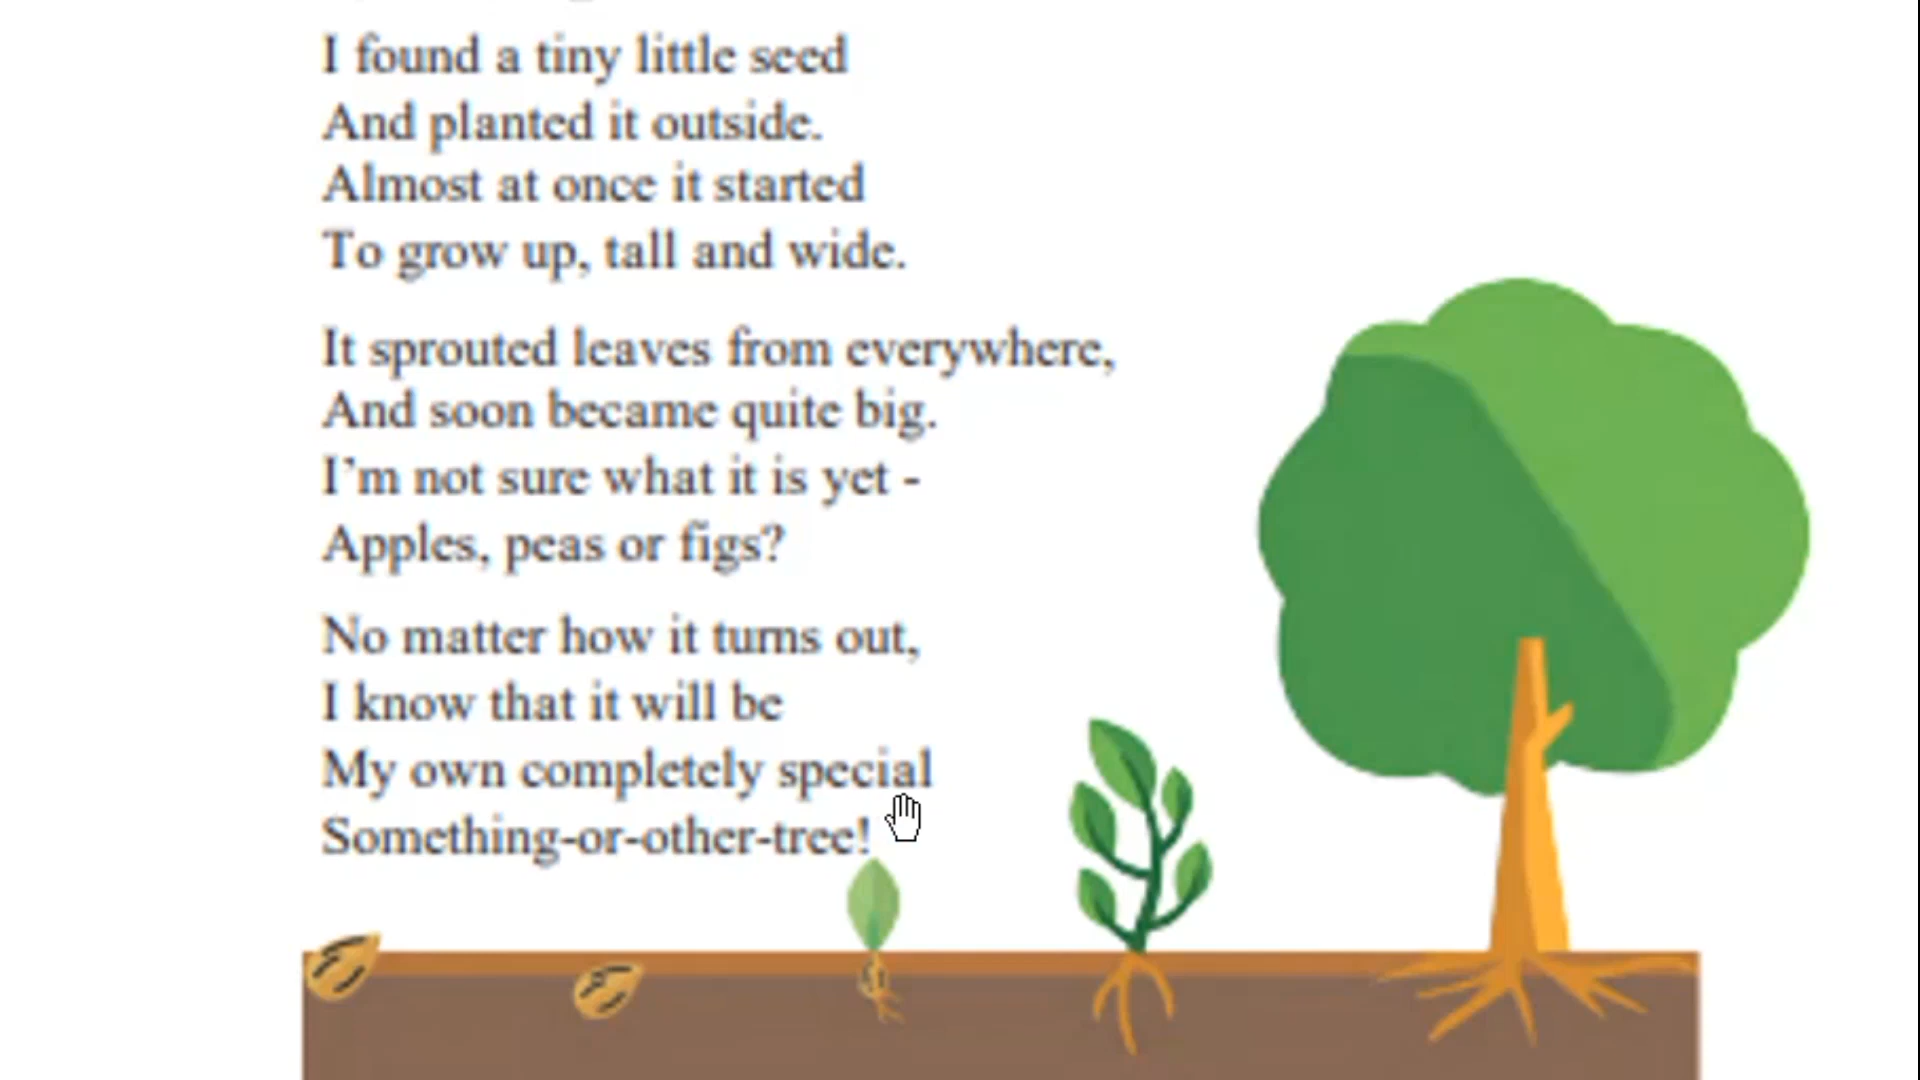 I found a tiny little seed
And planted it outside.
Almost at once it started
To grow up, tall and wide.
It sprouted leaves from everywhere,
And soon became quite big.
I’m not sure what it is yet -
Apples, peas or figs?
No matter how it turns out,
I know that it will be
My own completely special
Something-or-other-tree!